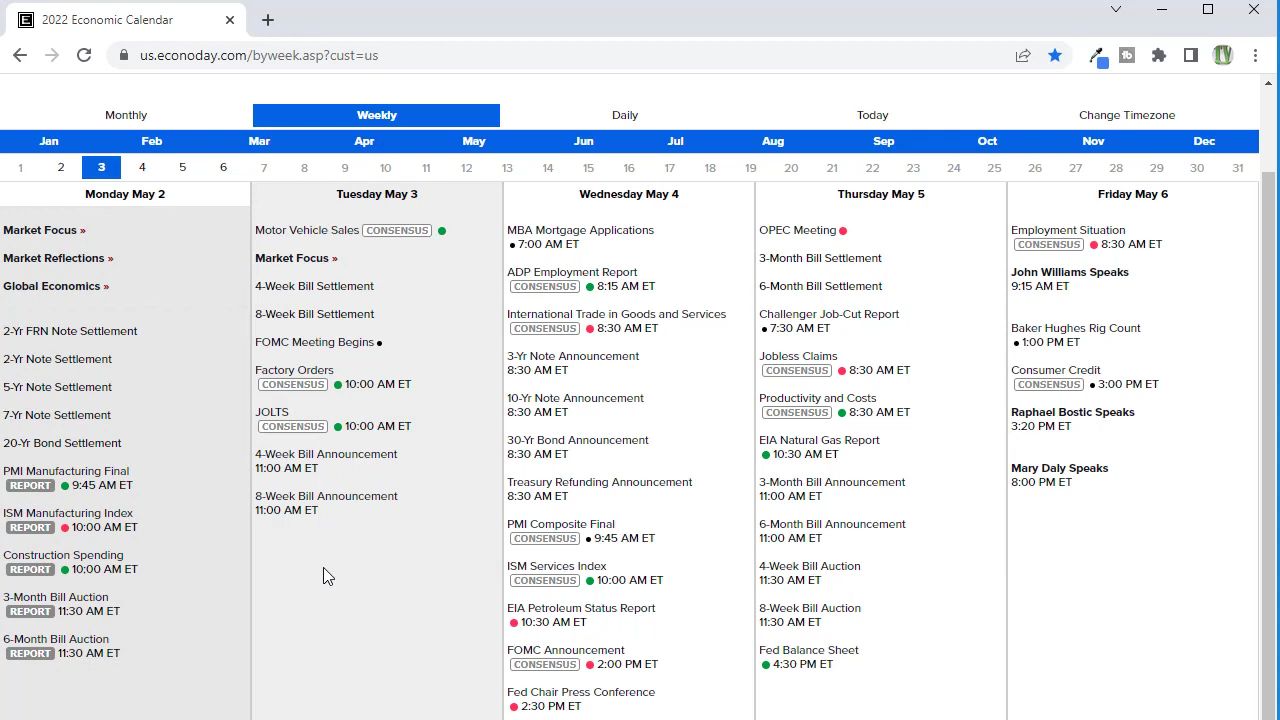 2022 Economic Calendar
us.econoday.com/byweek.asp?cust=us
Monthly Weekly Daily Today Change Timezone
Jan Feb Mar Apr May Jun Jul Aug Sep Oct Nov Dec
1 2 3 4 5 6 7 8 9 10 11 12 13 14 15 16 17 18 19 20 21 22 23 24 25 26 27 28 29 30 31
Monday May 2
Market Focus »
Market Reflections »
Global Economics »
2-Yr FRN Note Settlement
2-Yr Note Settlement
5-Yr Note Settlement
7-Yr Note Settlement
20-Yr Bond Settlement
PMI Manufacturing Final
REPORT 9:45 AM ET
ISM Manufacturing Index
REPORT 10:00 AM ET
Construction Spending
REPORT 10:00 AM ET
3-Month Bill Auction
REPORT 11:30 AM ET
6-Month Bill Auction
REPORT 11:30 AM ET
Tuesday May 3
Motor Vehicle Sales CONSENSUS
Market Focus »
4-Week Bill Settlement
8-Week Bill Settlement
FOMC Meeting Begins
Factory Orders
CONSENSUS 10:00 AM ET
JOLTS
CONSENSUS 10:00 AM ET
4-Week Bill Announcement
11:00 AM ET
8-Week Bill Announcement
11:00 AM ET
Wednesday May 4
MBA Mortgage Applications
7:00 AM ET
ADP Employment Report
CONSENSUS 8:15 AM ET
International Trade in Goods and Services
CONSENSUS 8:30 AM ET
3-Yr Note Announcement
8:30 AM ET
10-Yr Note Announcement
8:30 AM ET
30-Yr Bond Announcement
8:30 AM ET
Treasury Refunding Announcement
8:30 AM ET
PMI Composite Final
CONSENSUS 9:45 AM ET
ISM Services Index
CONSENSUS 10:00 AM ET
EIA Petroleum Status Report
10:30 AM ET
FOMC Announcement
CONSENSUS 2:00 PM ET
Fed Chair Press Conference
2:30 PM ET
Thursday May 5
OPEC Meeting
3-Month Bill Settlement
6-Month Bill Settlement
Challenger Job-Cut Report
7:30 AM ET
Jobless Claims
CONSENSUS 8:30 AM ET
Productivity and Costs
CONSENSUS 8:30 AM ET
EIA Natural Gas Report
10:30 AM ET
3-Month Bill Announcement
11:00 AM ET
6-Month Bill Announcement
11:00 AM ET
4-Week Bill Auction
11:30 AM ET
8-Week Bill Auction
11:30 AM ET
Fed Balance Sheet
4:30 PM ET
Friday May 6
Employment Situation
CONSENSUS 8:30 AM ET
John Williams Speaks
9:15 AM ET
Baker Hughes Rig Count
1:00 PM ET
Consumer Credit
CONSENSUS 3:00 PM ET
Raphael Bostic Speaks
3:20 PM ET
Mary Daly Speaks
8:00 PM ET